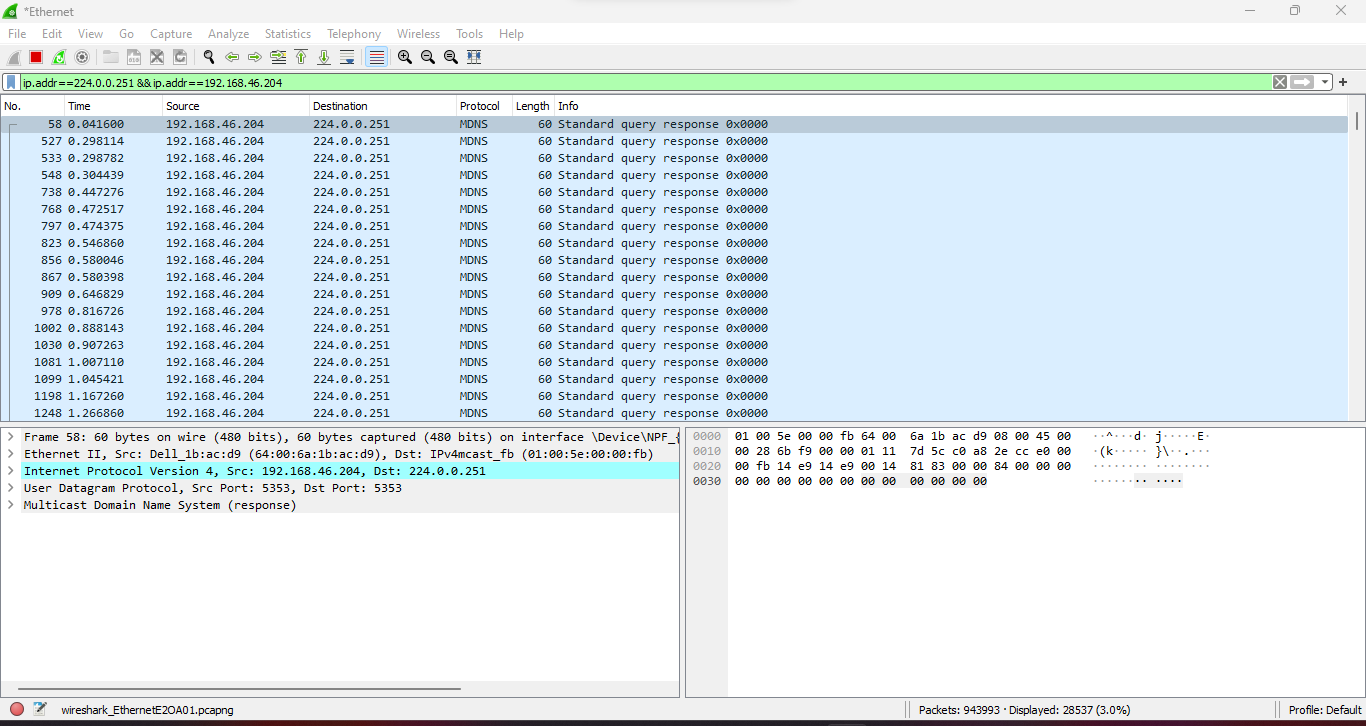 *Ethernet
File Edit View Go Capture Analyze Statistics Telephony Wireless Tools Help
ip.addr==224.0.0.251 &&ip.addr==192.168.46.204
No. Time Source Destination Protocol Length Info
58 0.041600 192.168.46.204 224.0.0.251 MDNS 60 Standard query response 0x0000
527 0.298114 192.168.46.204 224.0.0.251 MDNS 60 Standard query response 0x0000
533 0.298782 192.168.46.204 224.0.0.251 MDNS 60 Standard query response 0x0000
548 0.304439 192.168.46.204 224.0.0.251 MDNS 60 Standard query response 0x0000
738 0.447276 192.168.46.204 224.0.0.251 MDNS 60 Standard query response 0x0000
768 0.472517 192.168.46.204 224.0.0.251 MDNS 60 Standard query response 0x0000
797 0.474375 192.168.46.204 224.0.0.251 MDNS 60 Standard query response 0x0000
823 0.546860 192.168.46.204 224.0.0.251 MDNS 60 Standard query response 0x0000
856 0.580046 192.168.46.204 224.0.0.251 MDNS 60 Standard query response 0x0000
867 0.580398 192.168.46.204 224.0.0.251 MDNS 60 Standard query response 0x0000
909 0.646829 192.168.46.204 224.0.0.251 MDNS 60 Standard query response 0x0000
978 0.816726 192.168.46.204 224.0.0.251 MDNS 60 Standard query response 0x0000
1002 0.888143 192.168.46.204 224.0.0.251 MDNS 60 Standard query response 0x0000
1030 0.907263 192.168.46.204 224.0.0.251 MDNS 60 Standard query response 0x0000
1081 1.007110 192.168.46.204 224.0.0.251 MDNS 60 Standard query response 0x0000
1099 1.045421 192.168.46.204 224.0.0.251 MDNS 60 Standard query response 0x0000
1198 1.167260 192.168.46.204 224.0.0.251 MDNS 60 Standard query response 0x0000
1248 1.266860 192.168.46.204 224.0.0.251 MDNS 60 Standard query response 0x0000
Frame 58: 60 bytes on wire (480 bits), 60 bytes captured (480 bits) on interface \Device\NPF_{
Ethernet II, Src: Dell_1b:ac:d9 (64:00:6a:1b:ac:d9), Dst: IPv4mcast_fb (01:00:5e:00:00:fb)
Internet Protocol Version 4, Src: 192.168.46.204, Dst: 224.0.0.251
User Datagram Protocol, Src Port: 5353, Dst Port: 5353
Multicast Domain Name System (response)
0000 01 00 5e 00 00 fb 64 00 6a 1b ac d9 08 00 45 00 ··^···d· j·····E·
0010 00 28 6b f9 00 00 01 11 7d 5c c0 a8 2e cc e0 00 ·(k····· }\··.···
0020 00 fb 14 e9 14 e9 00 14 81 83 00 00 84 00 00 00 ········ ········
0030 00 00 00 00 00 00 00 00 00 00 00 00 ········ ····
wireshark_EthernetE2OA01.pcapng
Packets: 943993 · Displayed: 28537 (3.0%)
Profile: Default